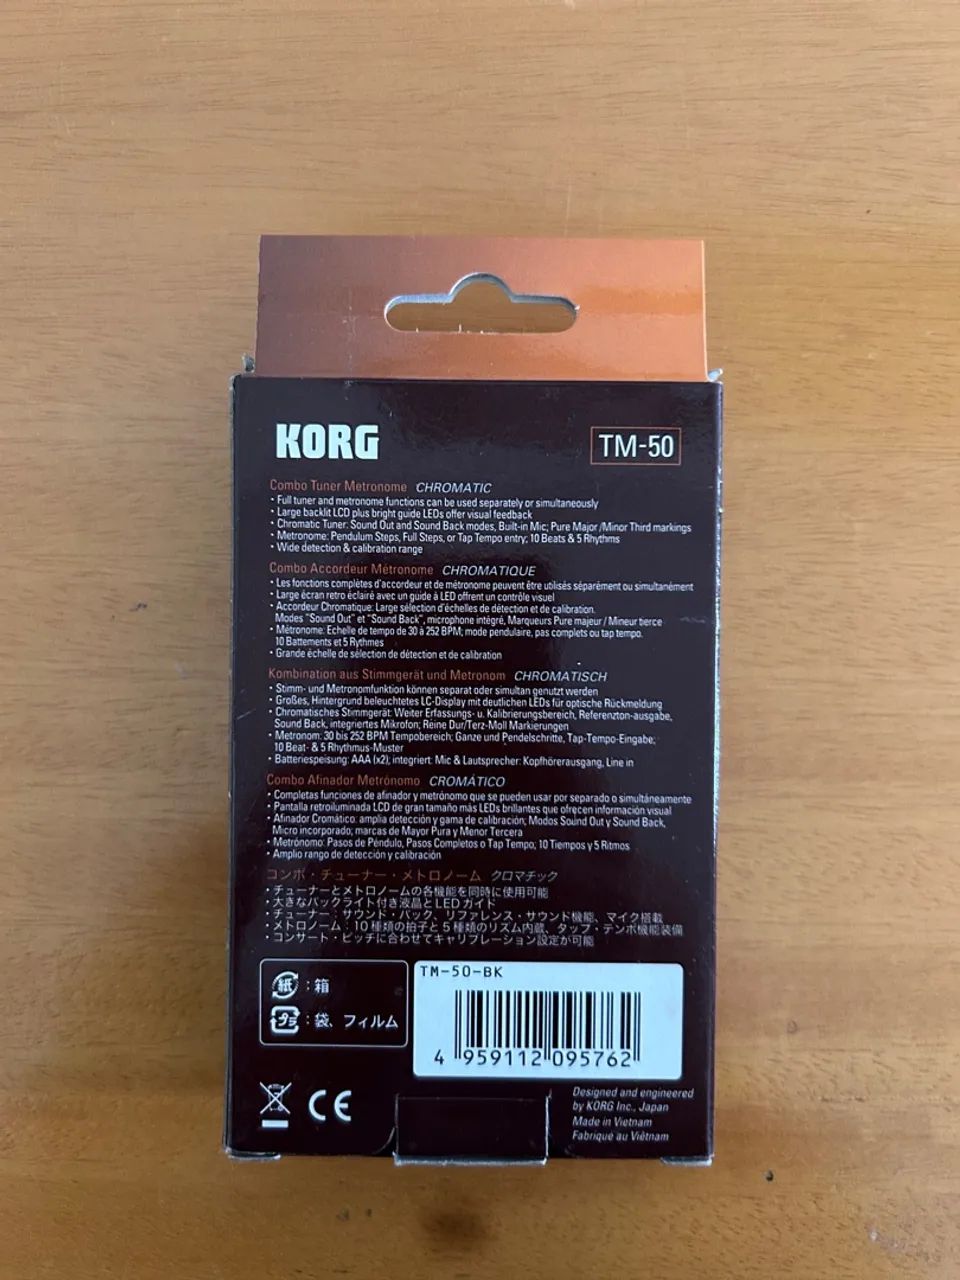 KORG
TM-50
Combo Tuner Metronome CHROMATIC
• Full tuner and metronome functions can be used separately or simultaneously
• Large backlit LCD plus bright guide LEDs offer visual feedback
• Chromatic Tuner: Sound Out and Sound Back modes, Built-in Mic; Pure Major/Minor Third markings
• Metronome: Pendulum Steps, Full Steps, or Tap Tempo entry; 10 Beats & 5 Rhythms
• Wide detection & calibration range
Combo Accordeur Métronome CHROMATIQUE
• Les fonctions complètes d'accordeur et de métronome peuvent être utilisés séparément ou simultanément
• Large écran retro éclairé avec un guide à LED offrent un contrôle visuel
• Accordeur Chromatique: Large sélection d'échelles de détection et de calibration.
Modes "Sound Out" et "Sound Back", microphone intégré, Marqueurs Pure majeur / Mineur tierce
• Métronome: Echelle de tempo de 30 à 252 BPM; mode pendulaire, pas complets ou tap tempo.
10 Battements et 5 Rythmes
• Grande échelle de sélection de détection et de calibration
Kombination aus Stimmgerät und Metronom CHROMATISCH
• Stimm- und Metronomfunktion können separat oder simultan genutzt werden
• Großes, Hintergrund beleuchtetes LC-Display mit deutlichen LEDs für optische Rückmeldung
• Chromatisches Stimmgerät: Weiter Erfassungs- u. Kalibrierungsbereich, Referenzton-ausgabe,
Sound Back, integriertes Mikrofon; Reine Dur/Terz-Moll Markierungen
• Metronom: 30 bis 252 BPM Tempobereich; Ganze und Pendelschritte, Tap-Tempo-Eingabe;
10 Beat- & 5 Rhythmus-Muster
• Batteriespeisung: AAA (x2); integriert: Mic & Lautsprecher: Kopfhörerausgang, Line in
Combo Afinador Metrónomo CROMÁTICO
• Completas funciones de afinador y metrónomo que se pueden usar por separado o simultáneamente
• Pantalla retroiluminada LCD de gran tamaño más LEDs brillantes que ofrecen información visual
• Afinador Cromático: amplia detección y gama de calibración; Modos Sound Out y Sound Back,
Micro incorporado; marcas de Mayor Pura y Menor Tercera
• Metrónomo: Pasos de Péndulo, Pasos Completos o Tap Tempo; 10 Tiempos y 5 Ritmos
• Amplio rango de detección y calibración
コンボ・チューナー・メトロノーム クロマチック
• チューナーとメトロノームの各機能を同時に使用可能
• 大きなバックライト付き液晶とLEDガイド
• チューナー：サウンド・バック、リファレンス・サウンド機能、マイク搭載
• メトロノーム：10種類の拍子と5種類のリズム内蔵、タップ・テンポ機能装備
• コンサート・ピッチに合わせてキャリブレーション設定が可能
紙：箱
プラ：袋、フィルム
TM-50-BK
4 959112 095762
CE
Designed and engineered
by KORG Inc., Japan
Made in Vietnam
Fabriqué au Viêtnam